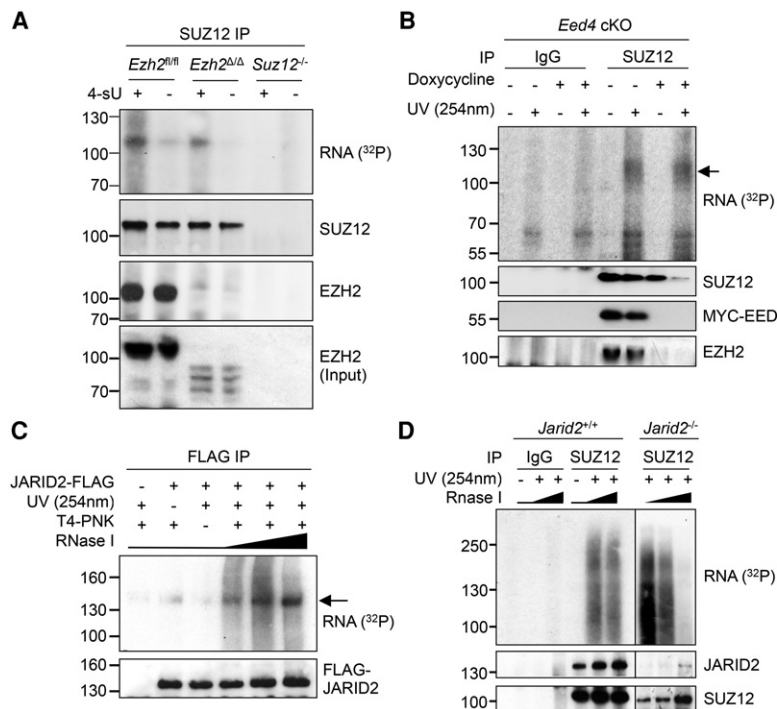 A
SUZ12 IP
Ezh2fl/fl Ezh2Δ/Δ Suz12-/-
4-sU + - + - + -
130
100
70
RNA (32P)
100
SUZ12
100
70
EZH2
100
70
EZH2
(Input)
B
Eed4 cKO
IP IgG SUZ12
Doxycycline - - + + - - + +
UV (254nm) - + - + - + - +
130
100
70
55
RNA (32P)
100
SUZ12
55
MYC-EED
100
EZH2
C
FLAG IP
JARID2-FLAG - + + + + +
UV (254nm) + - + + + +
T4-PNK + + - + + +
RNase I
160
130
100
RNA (32P)
160
130
FLAG-
JARID2
D
Jarid2+/+ Jarid2-/-
IP IgG SUZ12 SUZ12
UV (254nm) - + + - + + + + +
Rnase I
250
130
100
RNA (32P)
130
JARID2
100
SUZ12